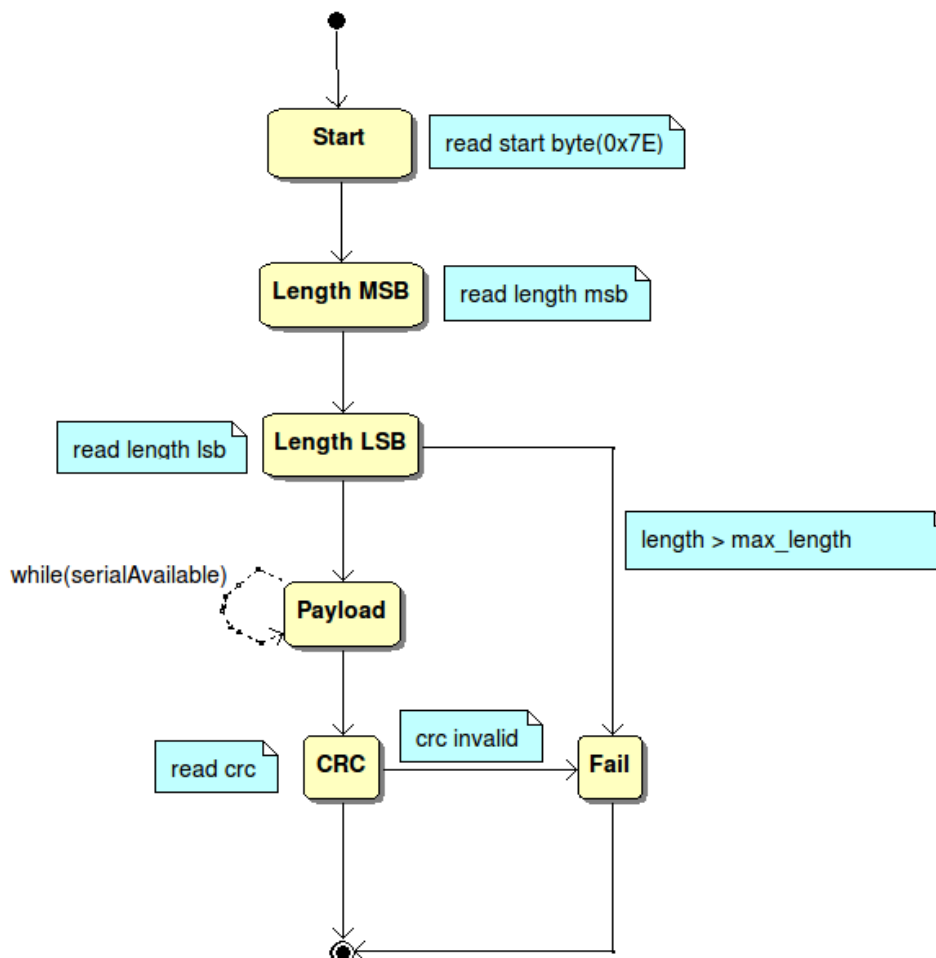 Start
read start byte(0x7E)
Length MSB
read length msb
Length LSB
read length lsb
length > max_length
while(serialAvailable)
Payload
crc invalid
CRC
read crc
Fail